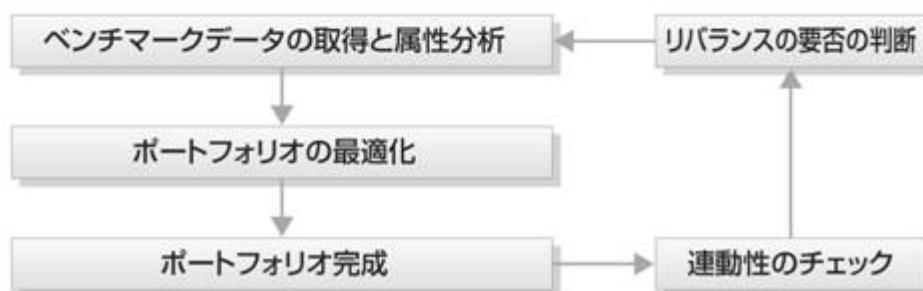 ベンチマークデータの取得と属性分析
リバランスの要否の判断
ポートフォリオの最適化
ポートフォリオ完成
連動性のチェック